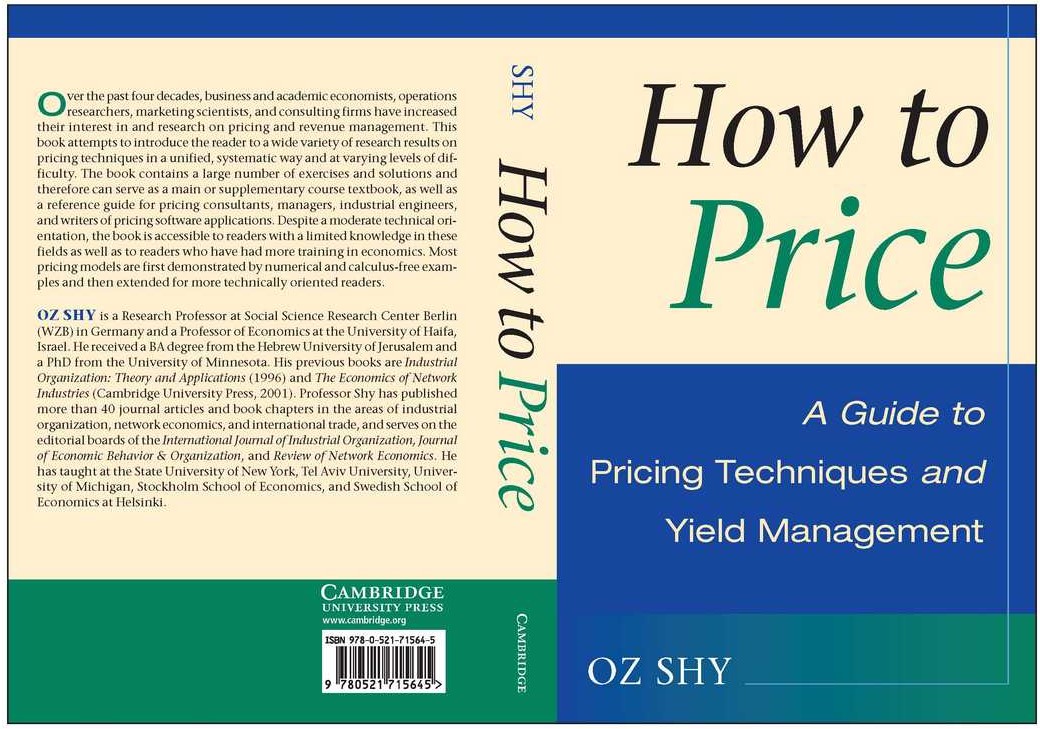 Over the past four decades, business and academic economists, operations
researchers, marketing scientists, and consulting firms have increased
their interest in and research on pricing and revenue management. This
book attempts to introduce the reader to a wide variety of research results on
pricing techniques in a unified, systematic way and at varying levels of dif-
ficulty. The book contains a large number of exercises and solutions and
therefore can serve as a main or supplementary course textbook, as well as
a reference guide for pricing consultants, managers, industrial engineers,
and writers of pricing software applications. Despite a moderate technical ori-
entation, the book is accessible to readers with a limited knowledge in these
fields as well as to readers who have had more training in economics. Most
pricing models are first demonstrated by numerical and calculus-free exam-
ples and then extended for more technically oriented readers.
OZ SHY is a Research Professor at Social Science Research Center Berlin
(WZB) in Germany and a Professor of Economics at the University of Haifa,
Israel. He received a BA degree from the Hebrew University of Jerusalem and
a PhD from the University of Minnesota. His previous books are Industrial
Organization: Theory and Applications (1996) and The Economics of Network
Industries (Cambridge University Press, 2001). Professor Shy has published
more than 40 journal articles and book chapters in the areas of industrial
organization, network economics, and international trade, and serves on the
editorial boards of the International Journal of Industrial Organization, Journal
of Economic Behavior & Organization, and Review of Network Economics. He
has taught at the State University of New York, Tel Aviv University, Univer-
sity of Michigan, Stockholm School of Economics, and Swedish School of
Economics at Helsinki.
CAMBRIDGE
UNIVERSITY PRESS
www.cambridge.org
ISBN 978-0-521-71564-5
9 780521 715645 >
SHY
How to Price
CAMBRIDGE
How to
Price
A Guide to
Pricing Techniques and
Yield Management
OZ SHY